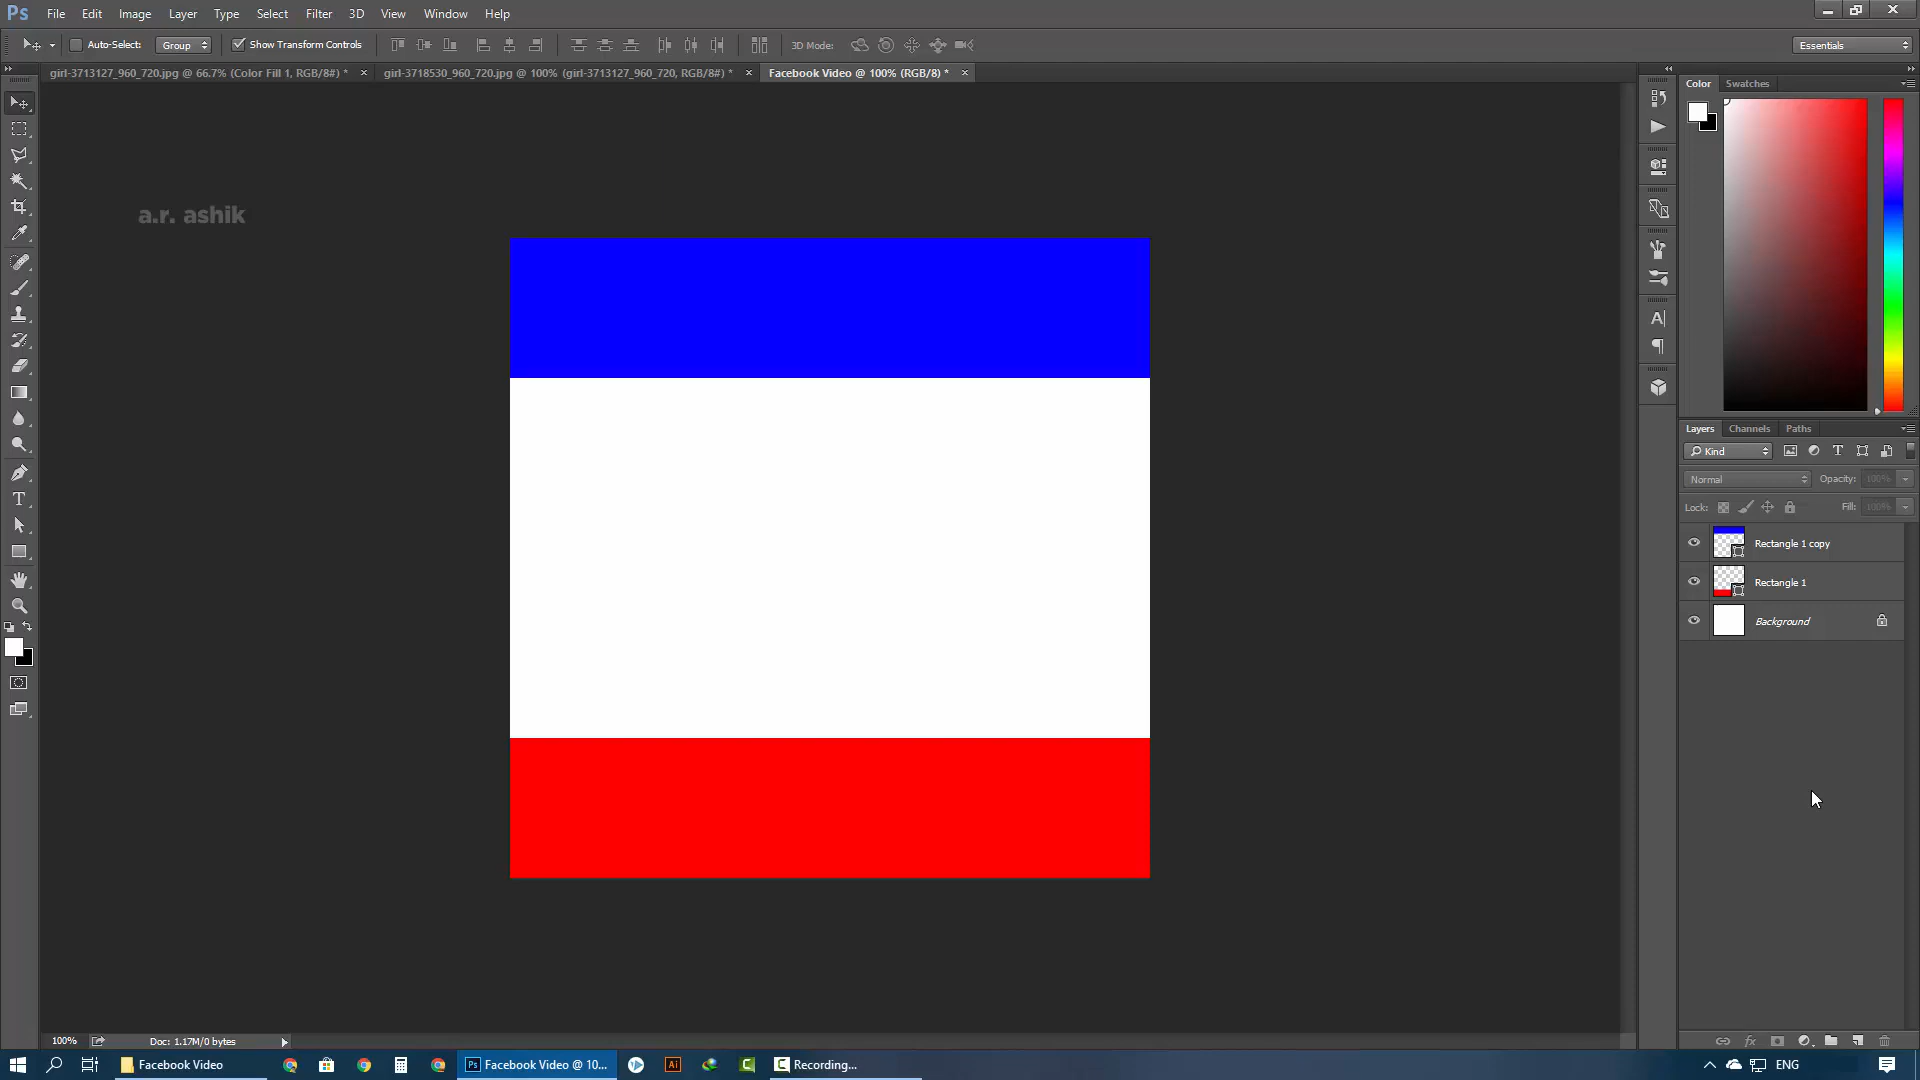 Ps File Edit Image Layer Type Select Filter 3D View Window Help
Auto-Select: Group Show Transform Controls 3D Mode: Essentials
girl-3713127_960_720.jpg @ 66.7% (Color Fill 1, RGB/8#) * × girl-3718530_960_720.jpg @ 100% (girl-3713127_960_720, RGB/8#) * × Facebook Video @ 100% (RGB/8) * ×
Color Swatches
a.r. ashik
Layers Channels Paths
Kind
Normal Opacity: 100%
Lock: Fill: 100%
Rectangle 1 copy
Rectangle 1
Background
100% Doc: 1.17M/0 bytes
Facebook Video Facebook Video @ 10... Recording... ENG